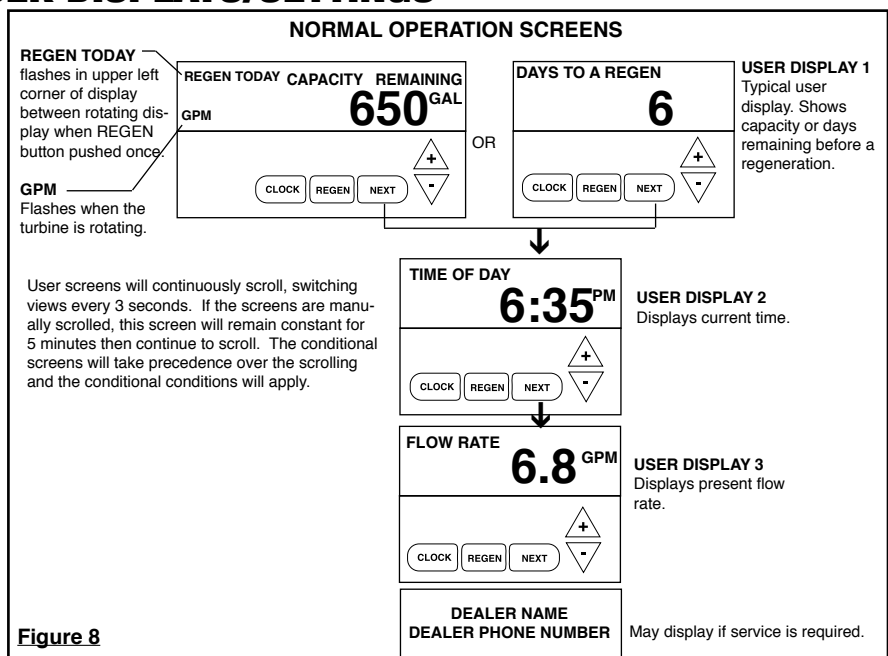 NORMAL OPERATION SCREENS
REGEN TODAY
flashes in upper left
corner of display
between rotating dis-
play when REGEN
button pushed once.
GPM
Flashes when the
turbine is rotating.
REGEN TODAY CAPACITY REMAINING
650 GAL
GPM
+
-
CLOCK REGEN NEXT
OR
DAYS TO A REGEN
6
+
-
CLOCK REGEN NEXT
USER DISPLAY 1
Typical user
display. Shows
capacity or days
remaining before a
regeneration.
User screens will continuously scroll, switching
views every 3 seconds. If the screens are manu-
ally scrolled, this screen will remain constant for
5 minutes then continue to scroll. The conditional
screens will take precedence over the scrolling
and the conditional conditions will apply.
TIME OF DAY
6:35 PM
+
-
CLOCK REGEN NEXT
USER DISPLAY 2
Displays current time.
FLOW RATE
6.8 GPM
+
-
CLOCK REGEN NEXT
USER DISPLAY 3
Displays present flow
rate.
DEALER NAME
DEALER PHONE NUMBER
May display if service is required.
Figure 8